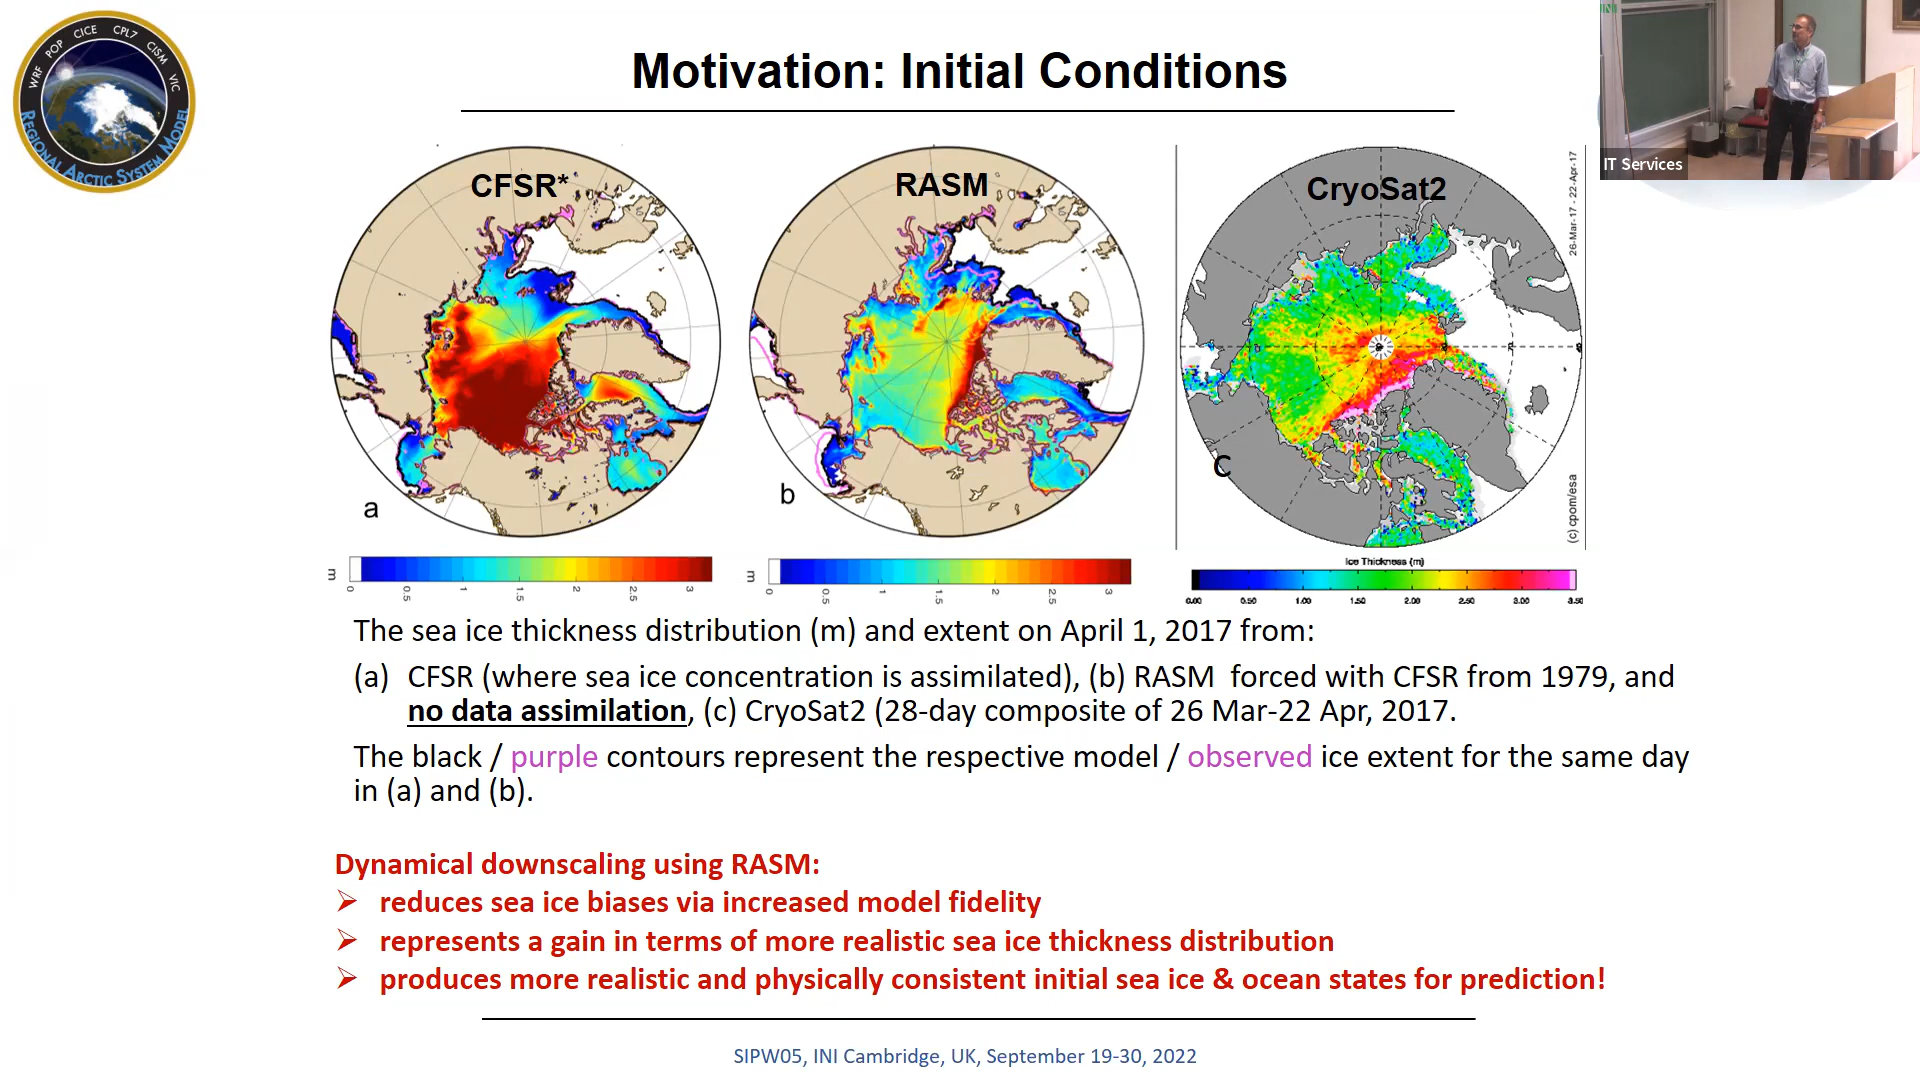 WRF POP CICE CPL7 CISM VIC
REGIONAL ARCTIC SYSTEM MODEL
Motivation: Initial Conditions
IT Services
CFSR*
a
m
0 0.5 1 1.5 2 2.5 3
RASM
b
m
0 0.5 1 1.5 2 2.5 3
CryoSat2
C
26-Mar-17 - 22-Apr-17
(c) cpom/esa
Ice Thickness (m)
0.00 0.50 1.00 1.50 2.00 2.50 3.00 3.50
The sea ice thickness distribution (m) and extent on April 1, 2017 from:
(a) CFSR (where sea ice concentration is assimilated), (b) RASM forced with CFSR from 1979, and
no data assimilation, (c) CryoSat2 (28-day composite of 26 Mar-22 Apr, 2017.
The black / purple contours represent the respective model / observed ice extent for the same day
in (a) and (b).
Dynamical downscaling using RASM:
➢ reduces sea ice biases via increased model fidelity
➢ represents a gain in terms of more realistic sea ice thickness distribution
➢ produces more realistic and physically consistent initial sea ice & ocean states for prediction!
SIPW05, INI Cambridge, UK, September 19-30, 2022